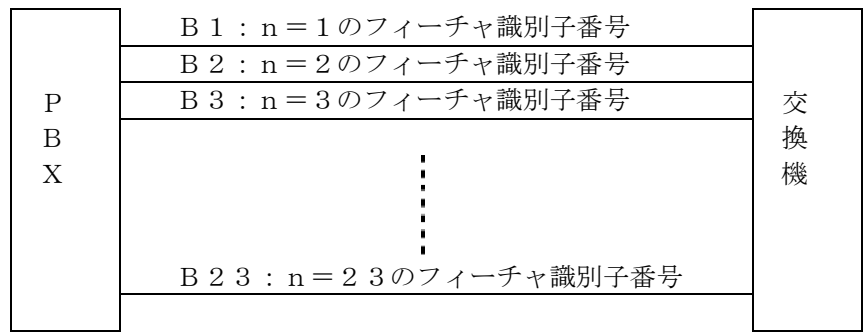 Ｂ１：ｎ＝１のフィーチャ識別子番号
Ｂ２：ｎ＝２のフィーチャ識別子番号
Ｂ３：ｎ＝３のフィーチャ識別子番号
ＰＢＸ
交換機
Ｂ２３：ｎ＝２３のフィーチャ識別子番号